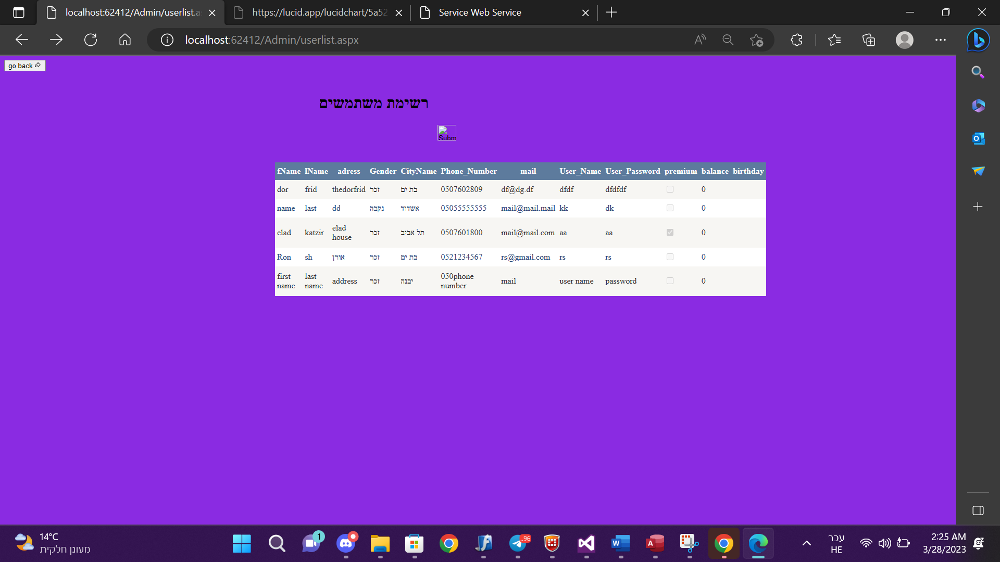 localhost:62412/Admin/userlist.a
https://lucid.app/lucidchart/5a52
Service Web Service
localhost:62412/Admin/userlist.aspx
go back
רשימת משתמשים
Subm
fName lName adress Gender CityName Phone_Number mail User_Name User_Password premium balance birthday
dor frid thedorfrid זכר בת ים 0507602809 df@dg.df dfdf dfdfdf 0
name last dd נקבה אשדוד 05055555555 mail@mail.mail kk dk 0
elad katzir elad house זכר תל אביב 0507601800 mail@mail.com aa aa 0
Ron sh אורן זכר בת ים 0521234567 rs@gmail.com rs rs 0
first name last name address זכר יבנה 050phone number mail user name password 0
14°C
מעונן חלקית
1
..96
עבר
HE
2:25 AM
3/28/2023